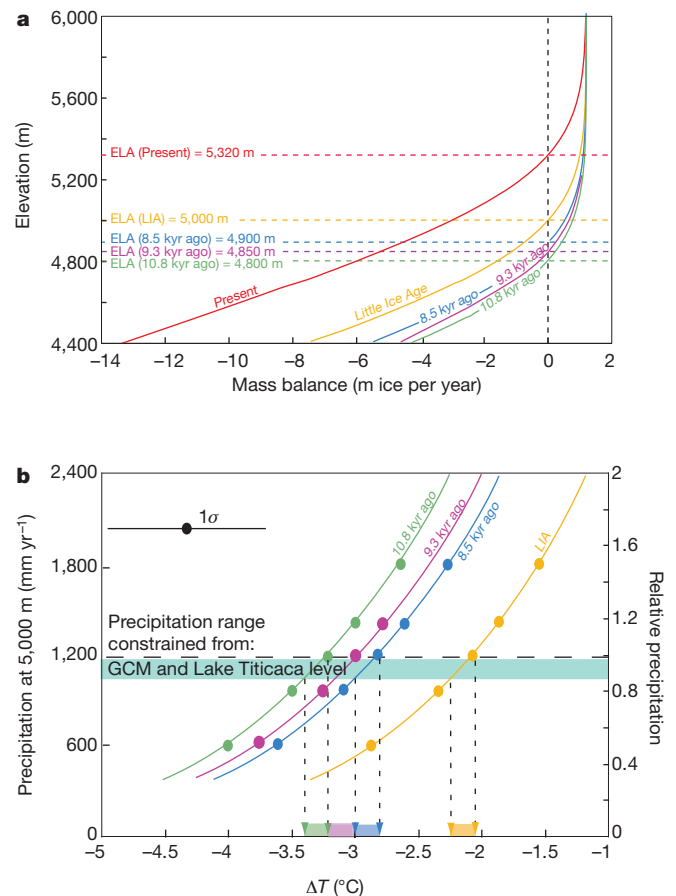 a
6,000
5,600
5,200
4,800
4,400
Elevation (m)
ELA (Present) = 5,320 m
ELA (LIA) = 5,000 m
ELA (8.5 kyr ago) = 4,900 m
ELA (9.3 kyr ago) = 4,850 m
ELA (10.8 kyr ago) = 4,800 m
Present
Little Ice Age
8.5 kyr ago
9.3 kyr ago
10.8 kyr ago
−14 −12 −10 −8 −6 −4 −2 0 2
Mass balance (m ice per year)
b
2,400
1,800
1,200
600
0
Precipitation at 5,000 m (mm yr−1)
1σ
10.8 kyr ago
9.3 kyr ago
8.5 kyr ago
LIA
Precipitation range
constrained from:
GCM and Lake Titicaca level
2
1.6
1.2
0.8
0.4
0
Relative precipitation
−5 −4.5 −4 −3.5 −3 −2.5 −2 −1.5 −1
ΔT (°C)